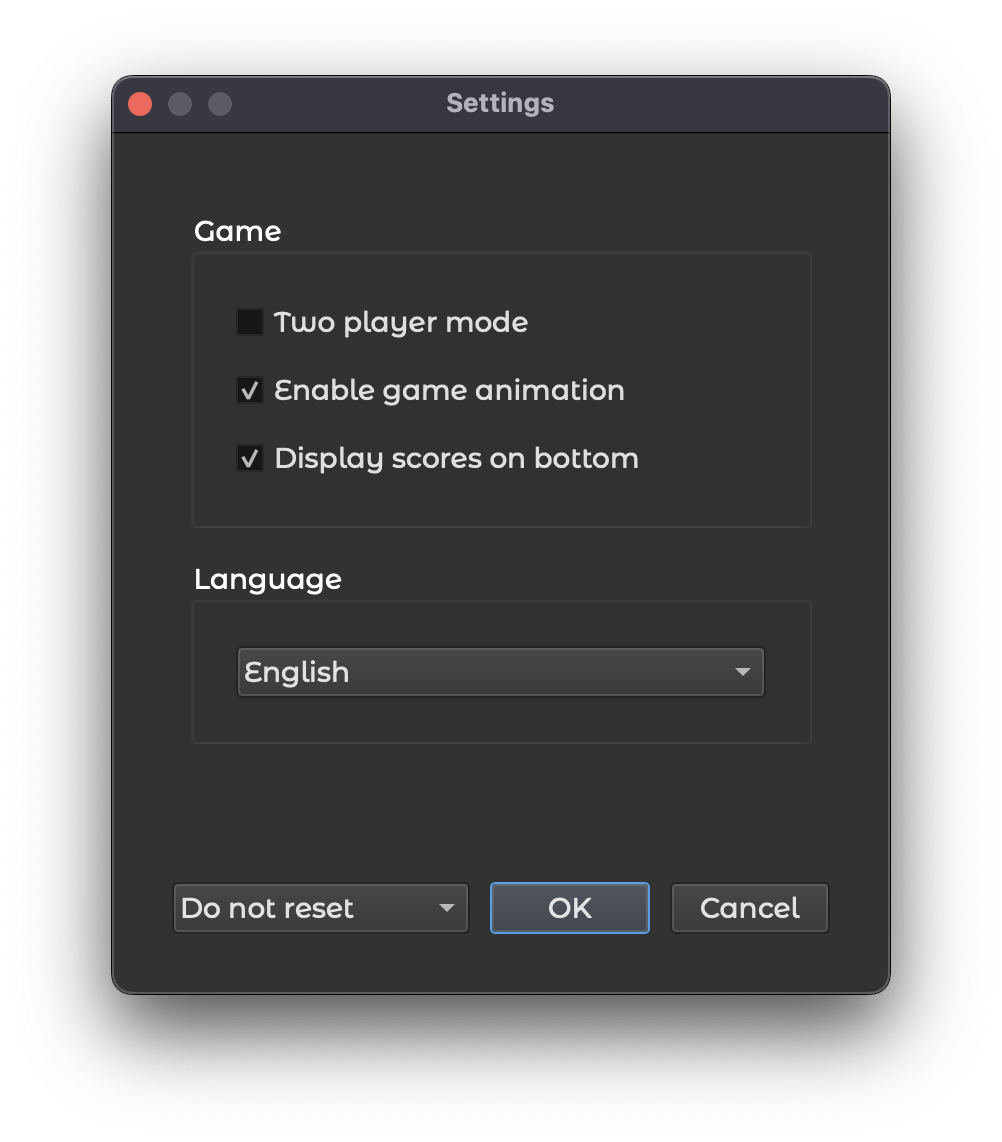 Settings
Game
Two player mode
Enable game animation
Display scores on bottom
Language
English
Do not reset
OK
Cancel